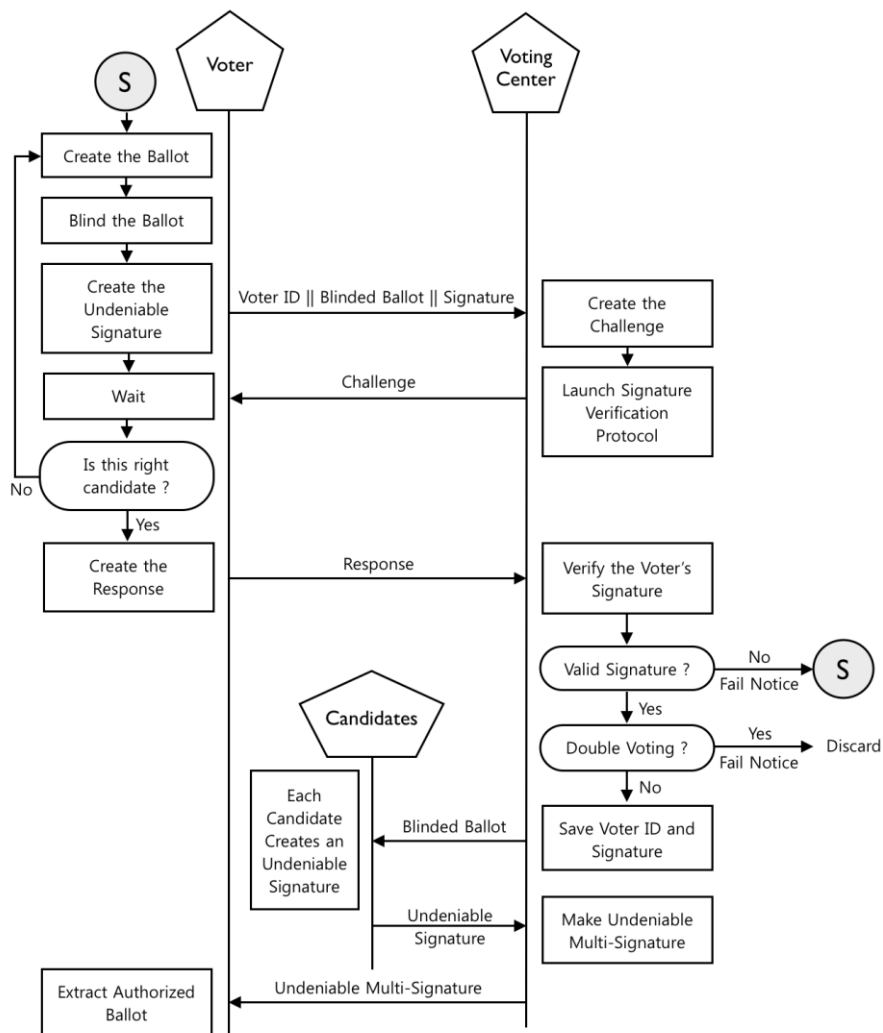 Voter
Voting
Center
S
Create the Ballot
Blind the Ballot
Create the
Undeniable
Signature
Voter ID || Blinded Ballot || Signature
Create the
Challenge
Wait
Challenge
Launch Signature
Verification
Protocol
Is this right
candidate ?
No
Yes
Create the
Response
Response
Verify the Voter's
Signature
Valid Signature ?
No
Fail Notice
S
Yes
Candidates
Double Voting ?
Yes
Fail Notice
Discard
No
Each
Candidate
Creates an
Undeniable
Signature
Blinded Ballot
Save Voter ID and
Signature
Undeniable
Signature
Make Undeniable
Multi-Signature
Extract Authorized
Ballot
Undeniable Multi-Signature